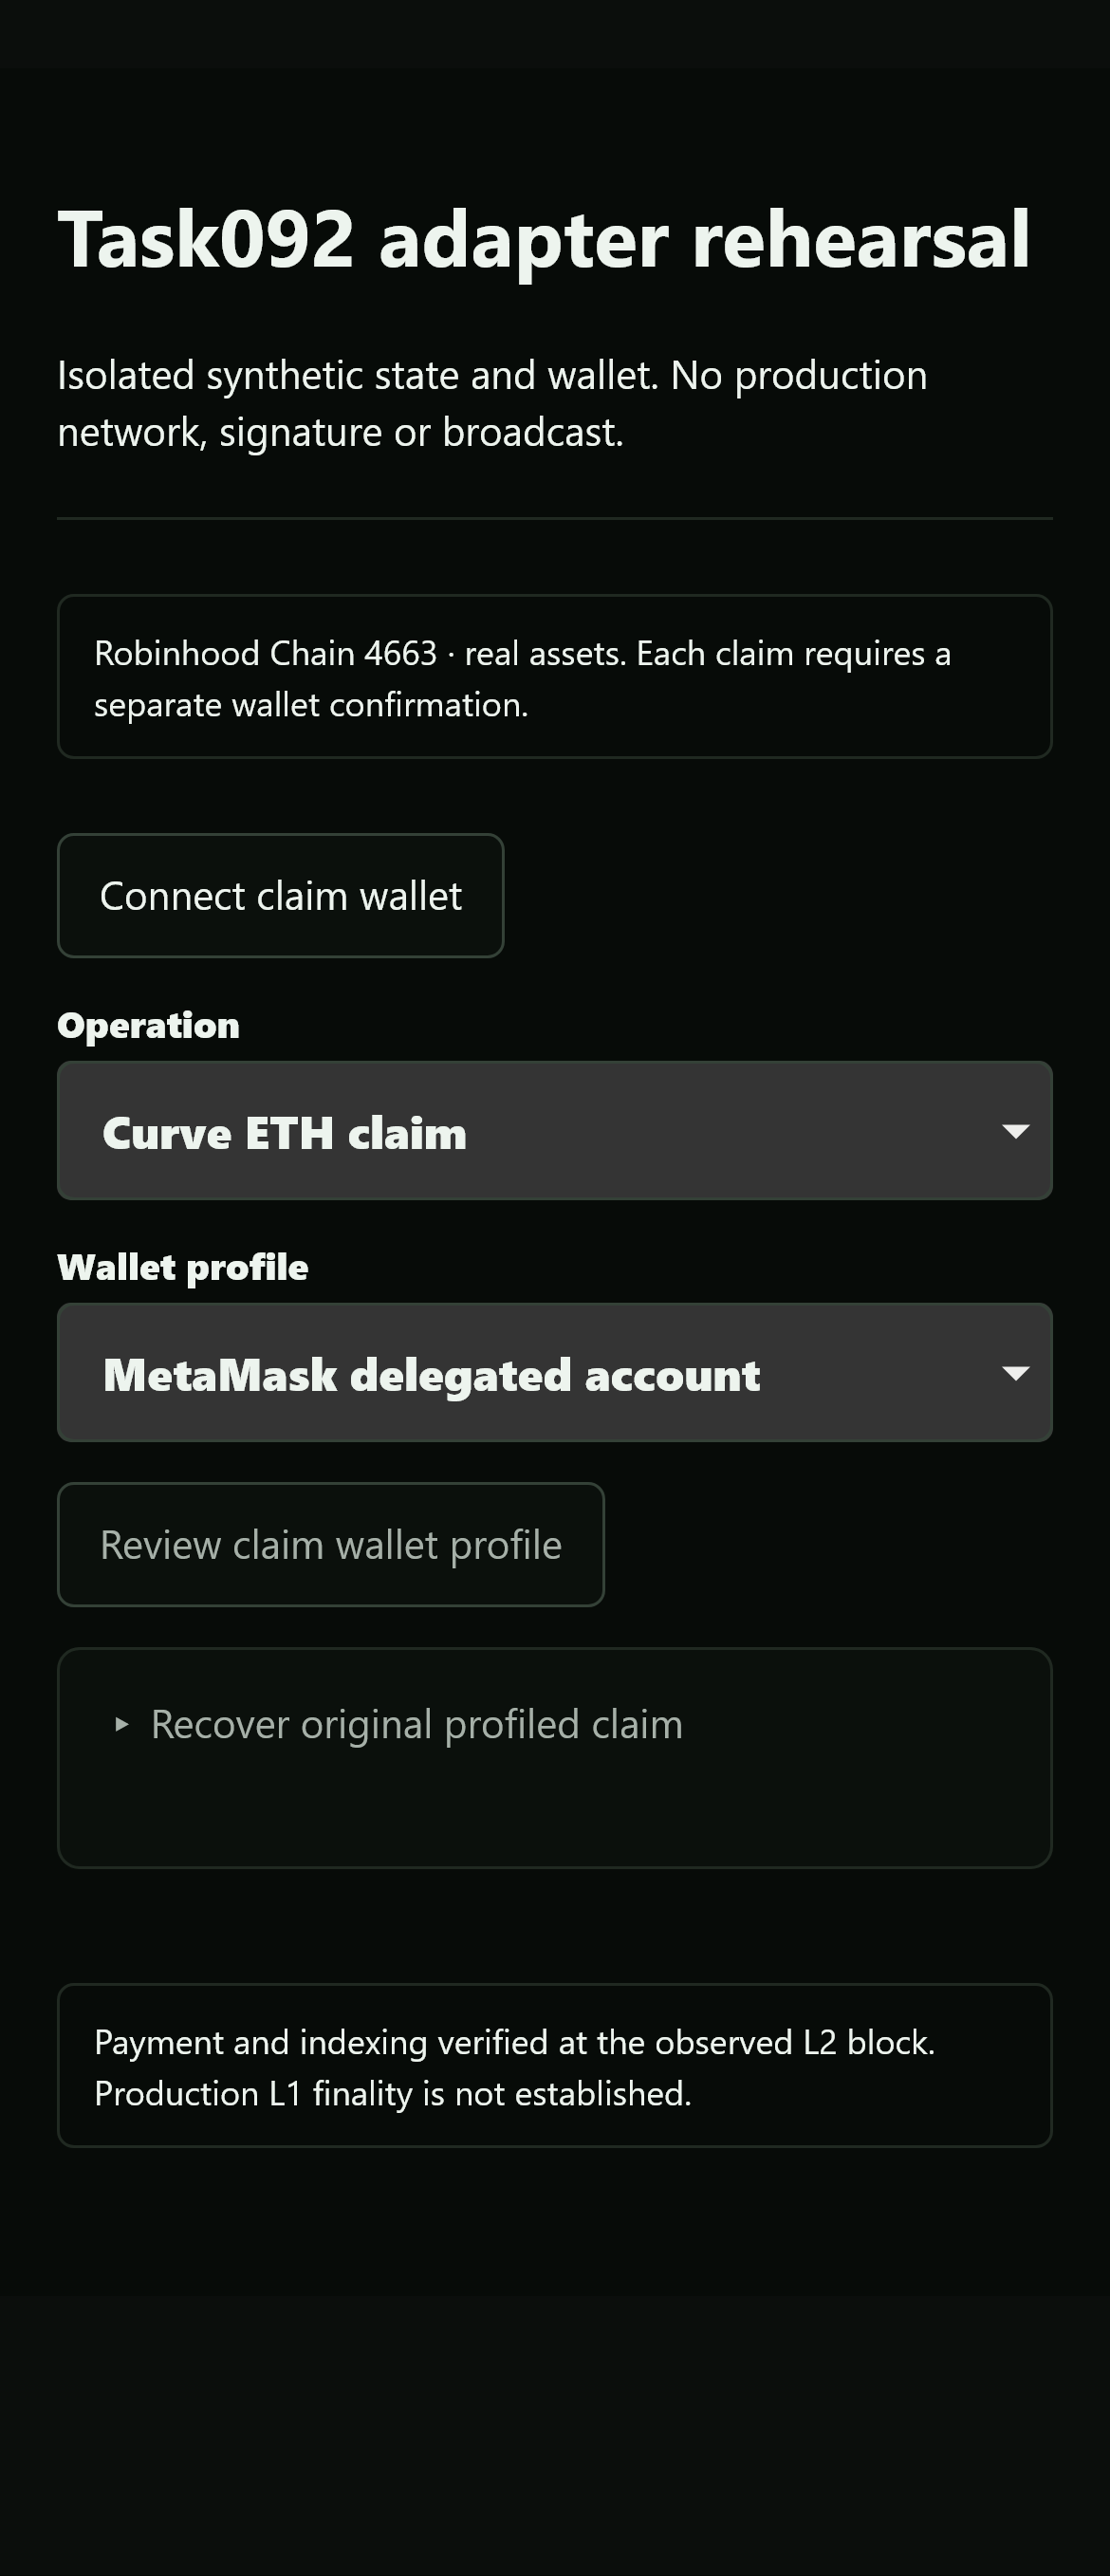 Task092 adapter rehearsal
Isolated synthetic state and wallet. No production
network, signature or broadcast.
Robinhood Chain 4663 · real assets. Each claim requires a
separate wallet confirmation.
Connect claim wallet
Operation
Curve ETH claim
Wallet profile
MetaMask delegated account
Review claim wallet profile
Recover original profiled claim
Payment and indexing verified at the observed L2 block.
Production L1 finality is not established.